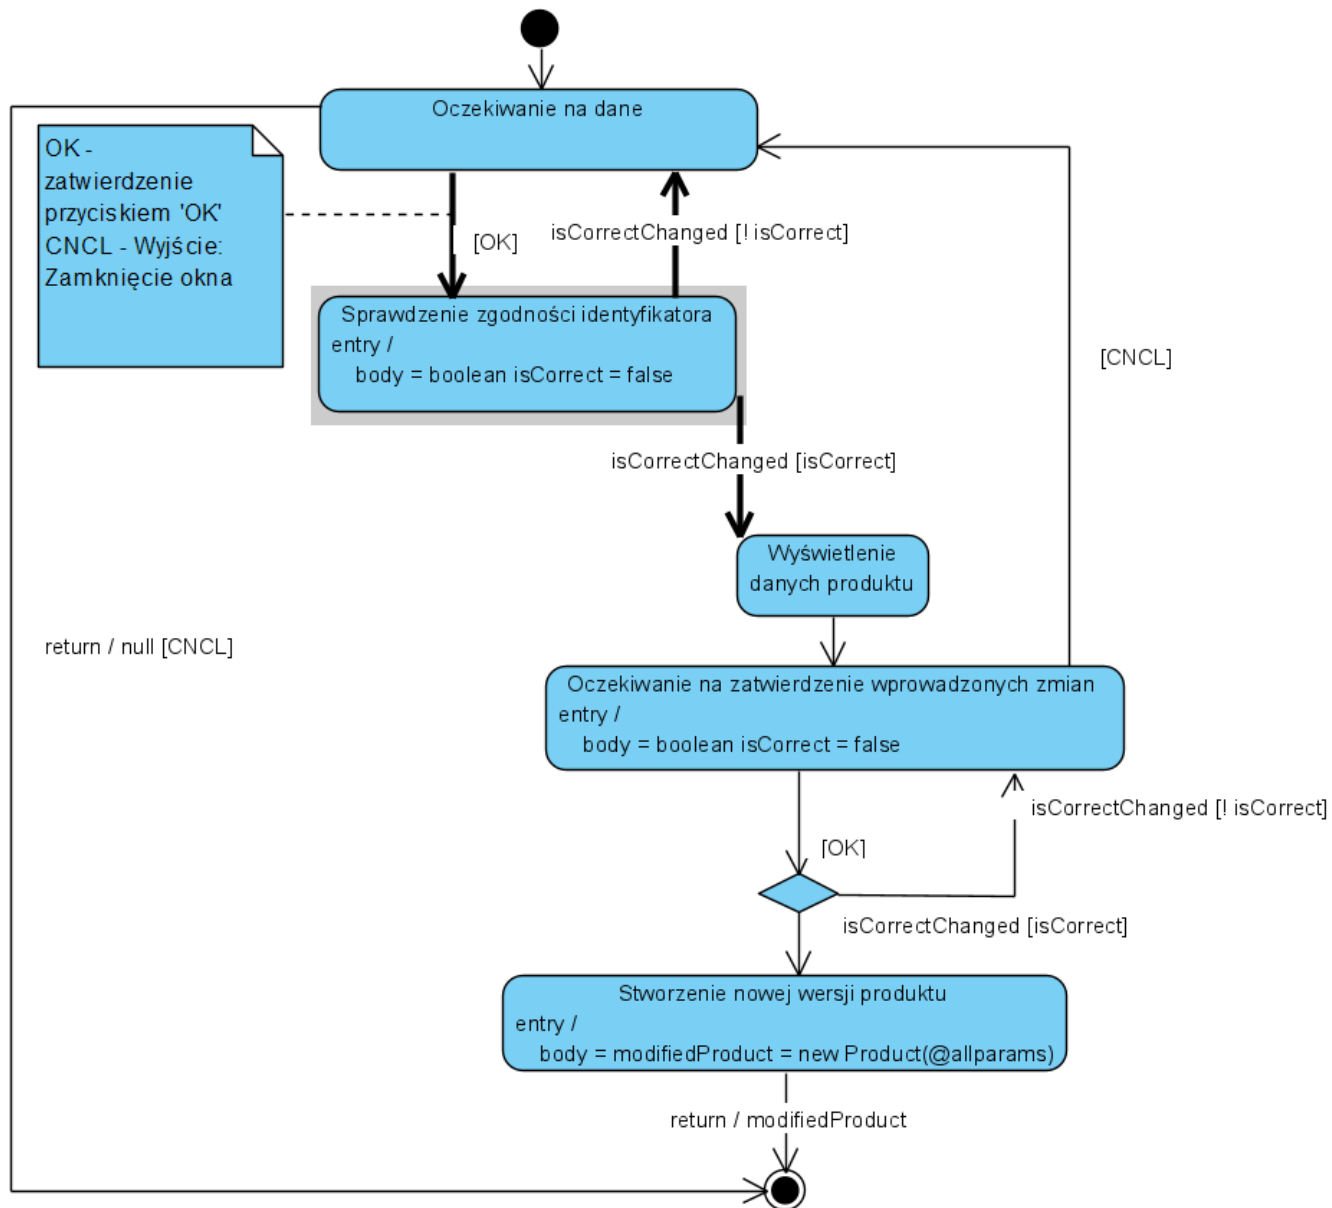 Oczekiwanie na dane
OK -
zatwierdzenie
przyciskiem 'OK'
CNCL - Wyjście:
Zamknięcie okna
[OK]
isCorrectChanged [! isCorrect]
Sprawdzenie zgodności identyfikatora
entry /
body = boolean isCorrect = false
[CNCL]
isCorrectChanged [isCorrect]
Wyświetlenie
danych produktu
return / null [CNCL]
Oczekiwanie na zatwierdzenie wprowadzonych zmian
entry /
body = boolean isCorrect = false
isCorrectChanged [! isCorrect]
[OK]
isCorrectChanged [isCorrect]
Stworzenie nowej wersji produktu
entry /
body = modifiedProduct = new Product(@allparams)
return / modifiedProduct